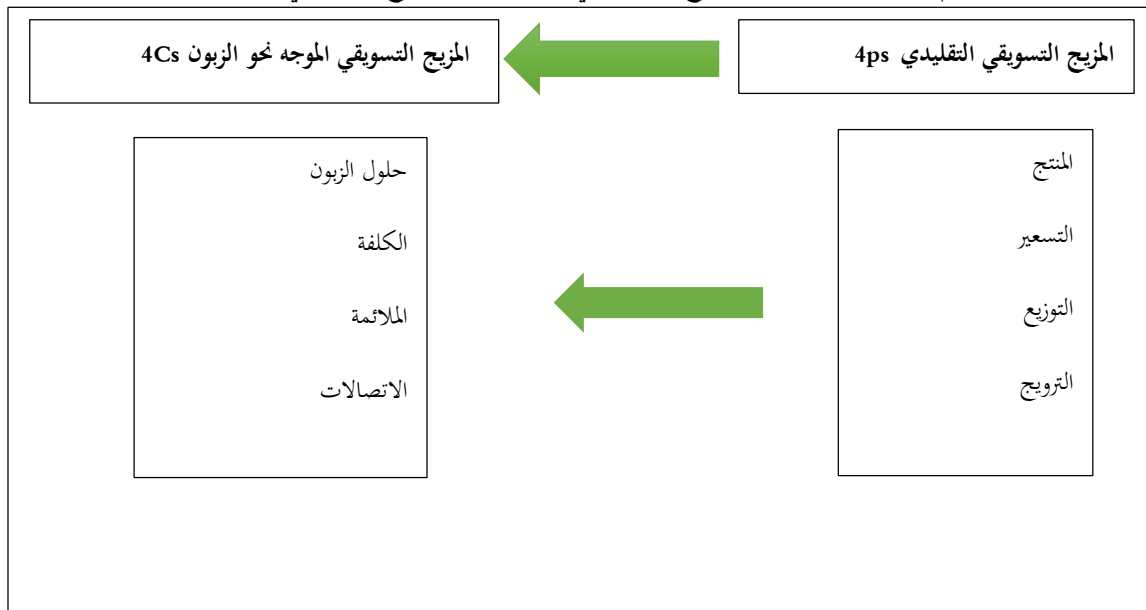 المزيج التسويقي التقليدي 4ps
المزيج التسويقي الموجه نحو الزبون 4Cs
المنتج
التسعير
التوزيع
الترويج
حلول الزبون
الكلفة
الملائمة
الاتصالات